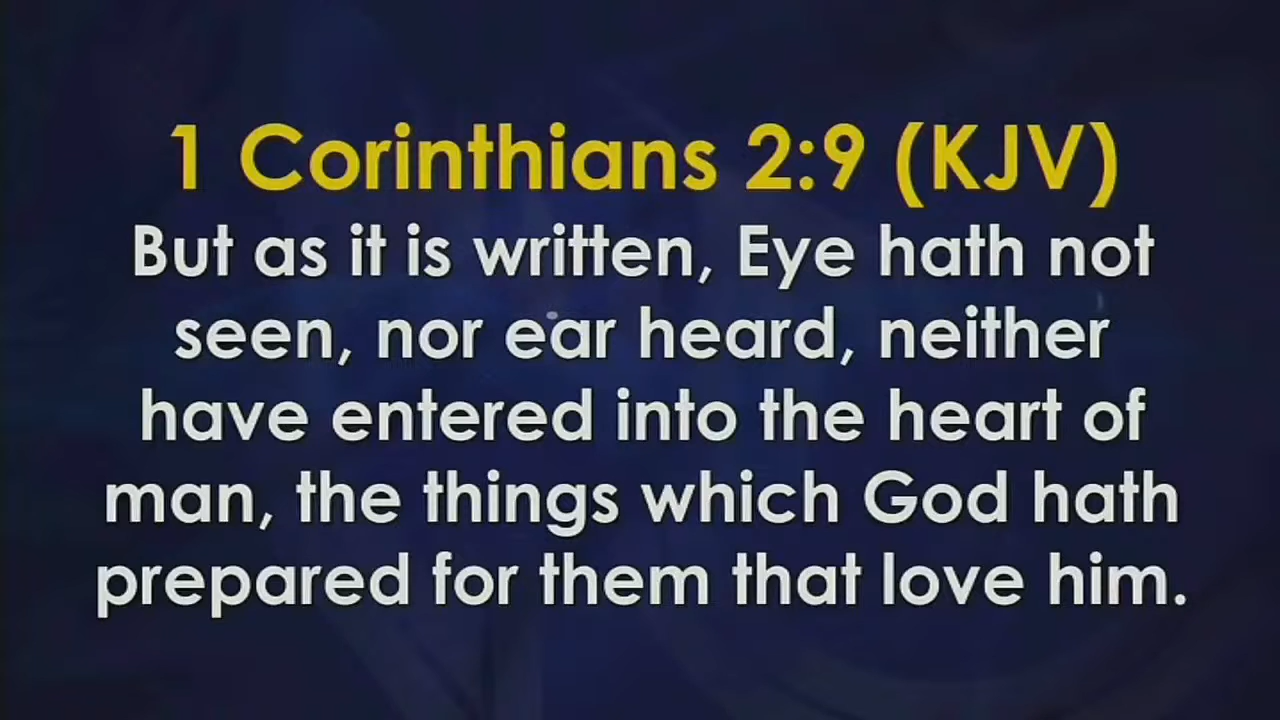 1 Corinthians 2:9 (KJV)
But as it is written, Eye hath not
seen, nor ear heard, neither
have entered into the heart of
man, the things which God hath
prepared for them that love him.